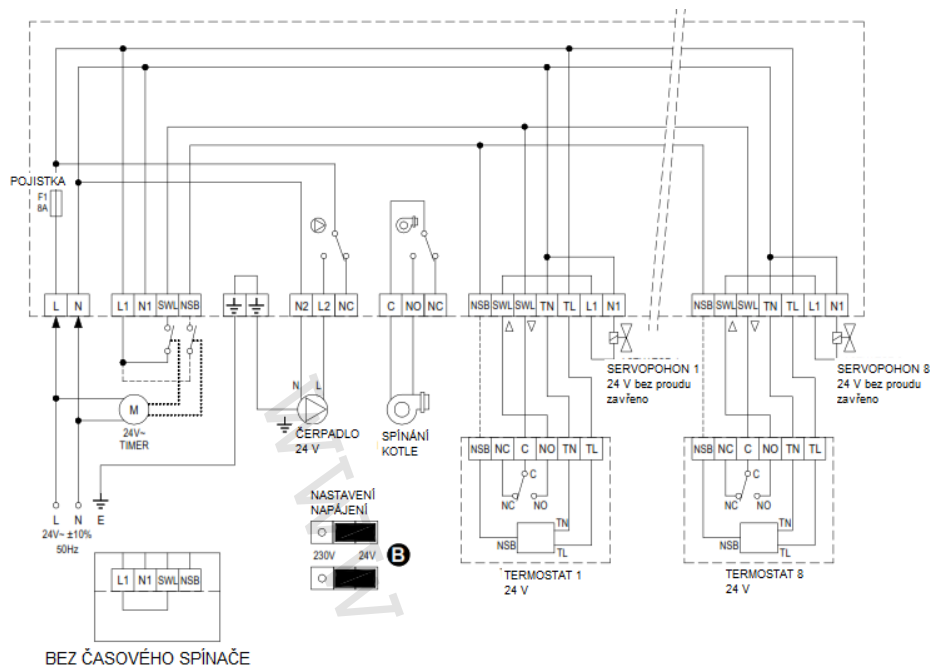 POJISTKA
F1
8A
L N
L1 N1 SWL NSB
N2 L2 NC
C NO NC
NSB SWL SWL TN TL L1 N1
NSB SWL SWL TN TL L1 N1
SERVOPOHON 1
24 V bez proudu
zavřeno
SERVOPOHON 8
24 V bez proudu
zavřeno
M
24V~
TIMER
N L
ČERPADLO
24 V
SPÍNÁNÍ
KOTLE
NSB NC C NO TN TL
C
NC NO
TN
NSB
TL
TERMOSTAT 1
24 V
NSB NC C NO TN TL
C
NC NO
TN
NSB
TL
TERMOSTAT 8
24 V
L N E
24V~ ±10%
50Hz
NASTAVENÍ
NAPÁJENÍ
230V 24V B
L1 N1 SWL NSB
BEZ ČASOVÉHO SPÍNAČE
www